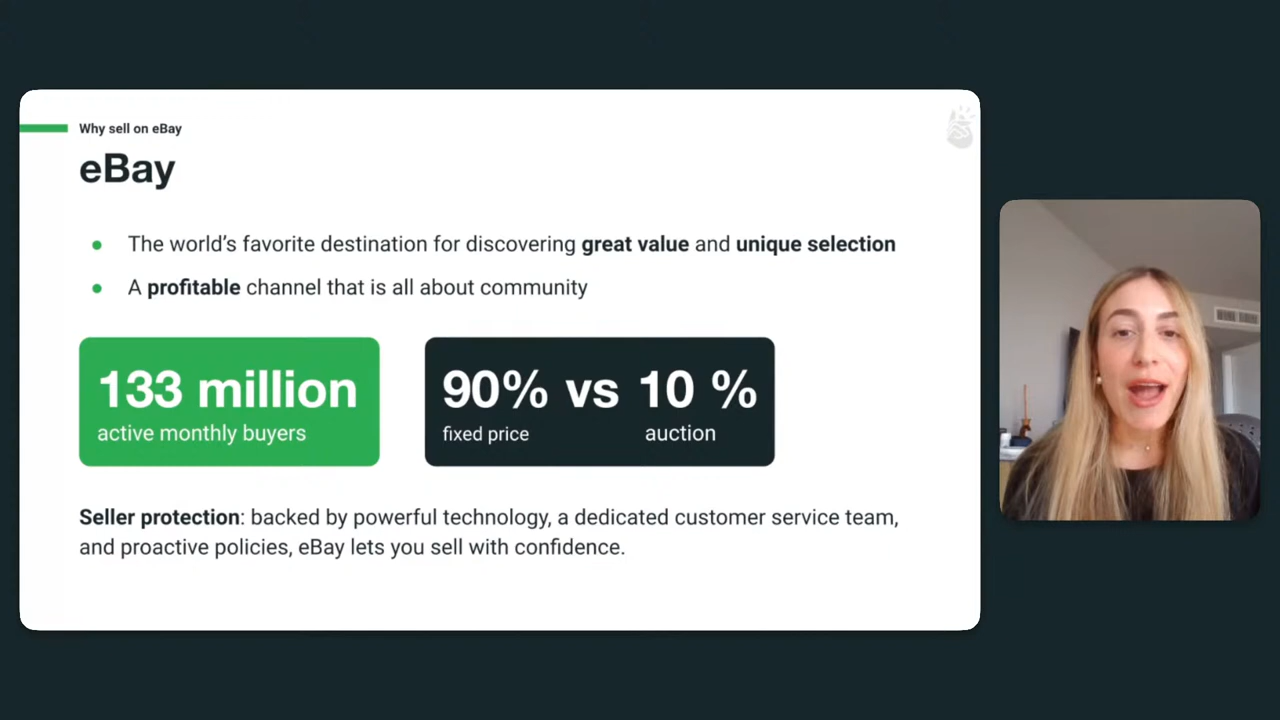 Why sell on eBay
eBay
The world’s favorite destination for discovering great value and unique selection
A profitable channel that is all about community
133 million
active monthly buyers
90% vs 10 %
fixed price auction
Seller protection: backed by powerful technology, a dedicated customer service team,
and proactive policies, eBay lets you sell with confidence.